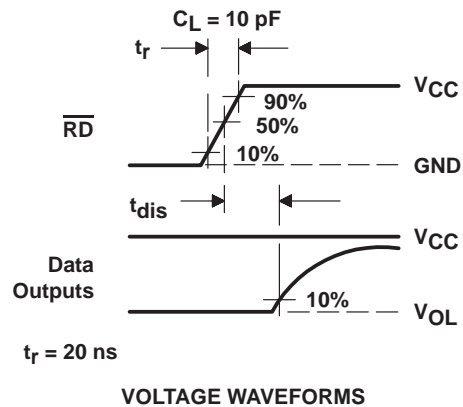 CL = 10 pF
tr
VCC
90%
RD
50%
10%
GND
tdis
VCC
Data
Outputs
10%
VOL
tr = 20 ns
VOLTAGE WAVEFORMS